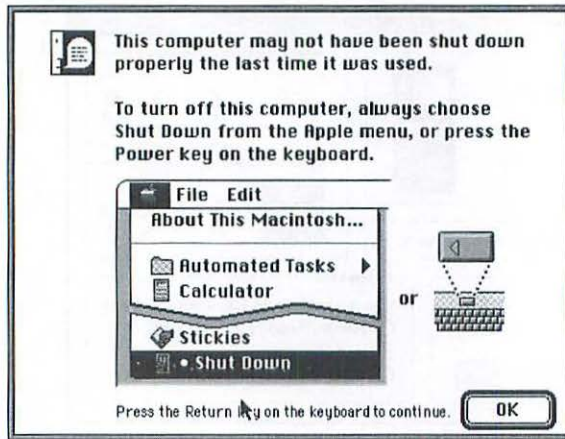 This computer may not have been shut down
properly the last time it was used.
To turn off this computer, always choose
Shut Down from the Apple menu, or press the
Power key on the keyboard.
File Edit
About This Macintosh...
Automated Tasks
Calculator
or
Stickies
• Shut Down
Press the Return key on the keyboard to continue.
OK